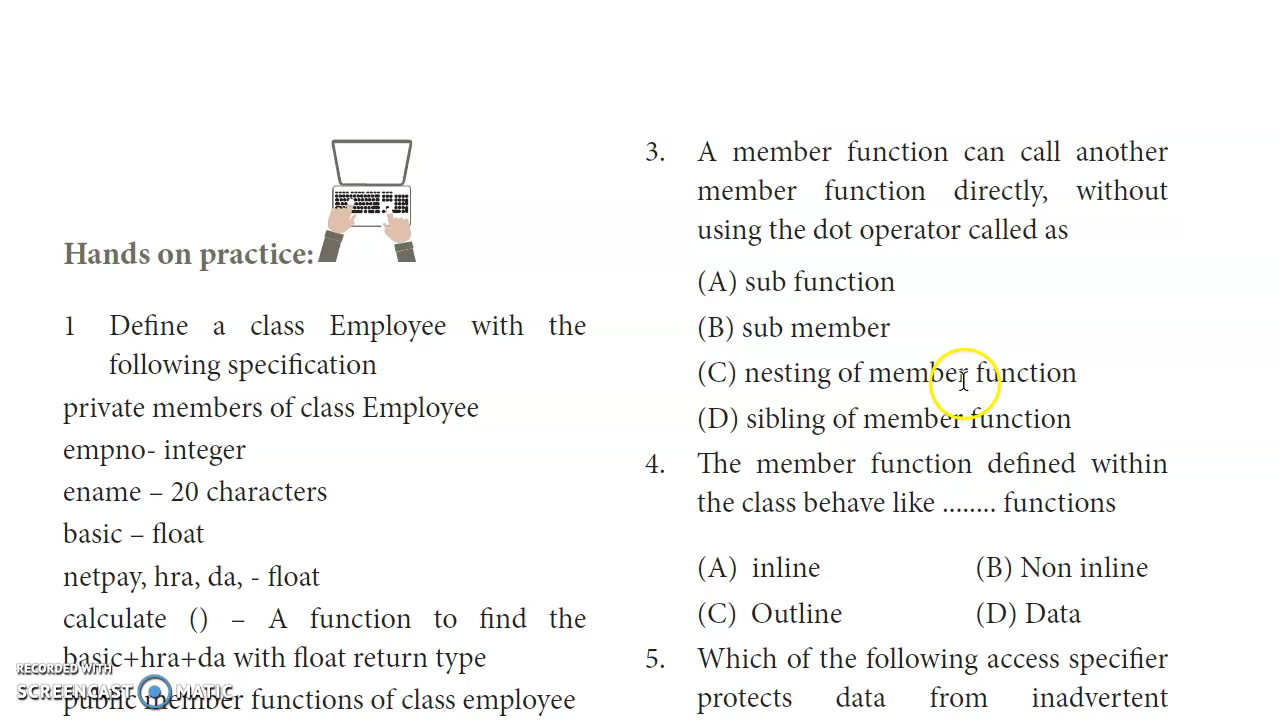 Hands on practice:
1 Define a class Employee with the
following specification
private members of class Employee
empno- integer
ename – 20 characters
basic – float
netpay, hra, da, - float
calculate () – A function to find the
basic+hra+da with float return type
public member functions of class employee
3. A member function can call another
member function directly, without
using the dot operator called as
(A) sub function
(B) sub member
(C) nesting of member function
(D) sibling of member function
4. The member function defined within
the class behave like ........ functions
(A) inline (B) Non inline
(C) Outline (D) Data
5. Which of the following access specifier
protects data from inadvertent
RECORDED WITH
SCREENCAST MATIC